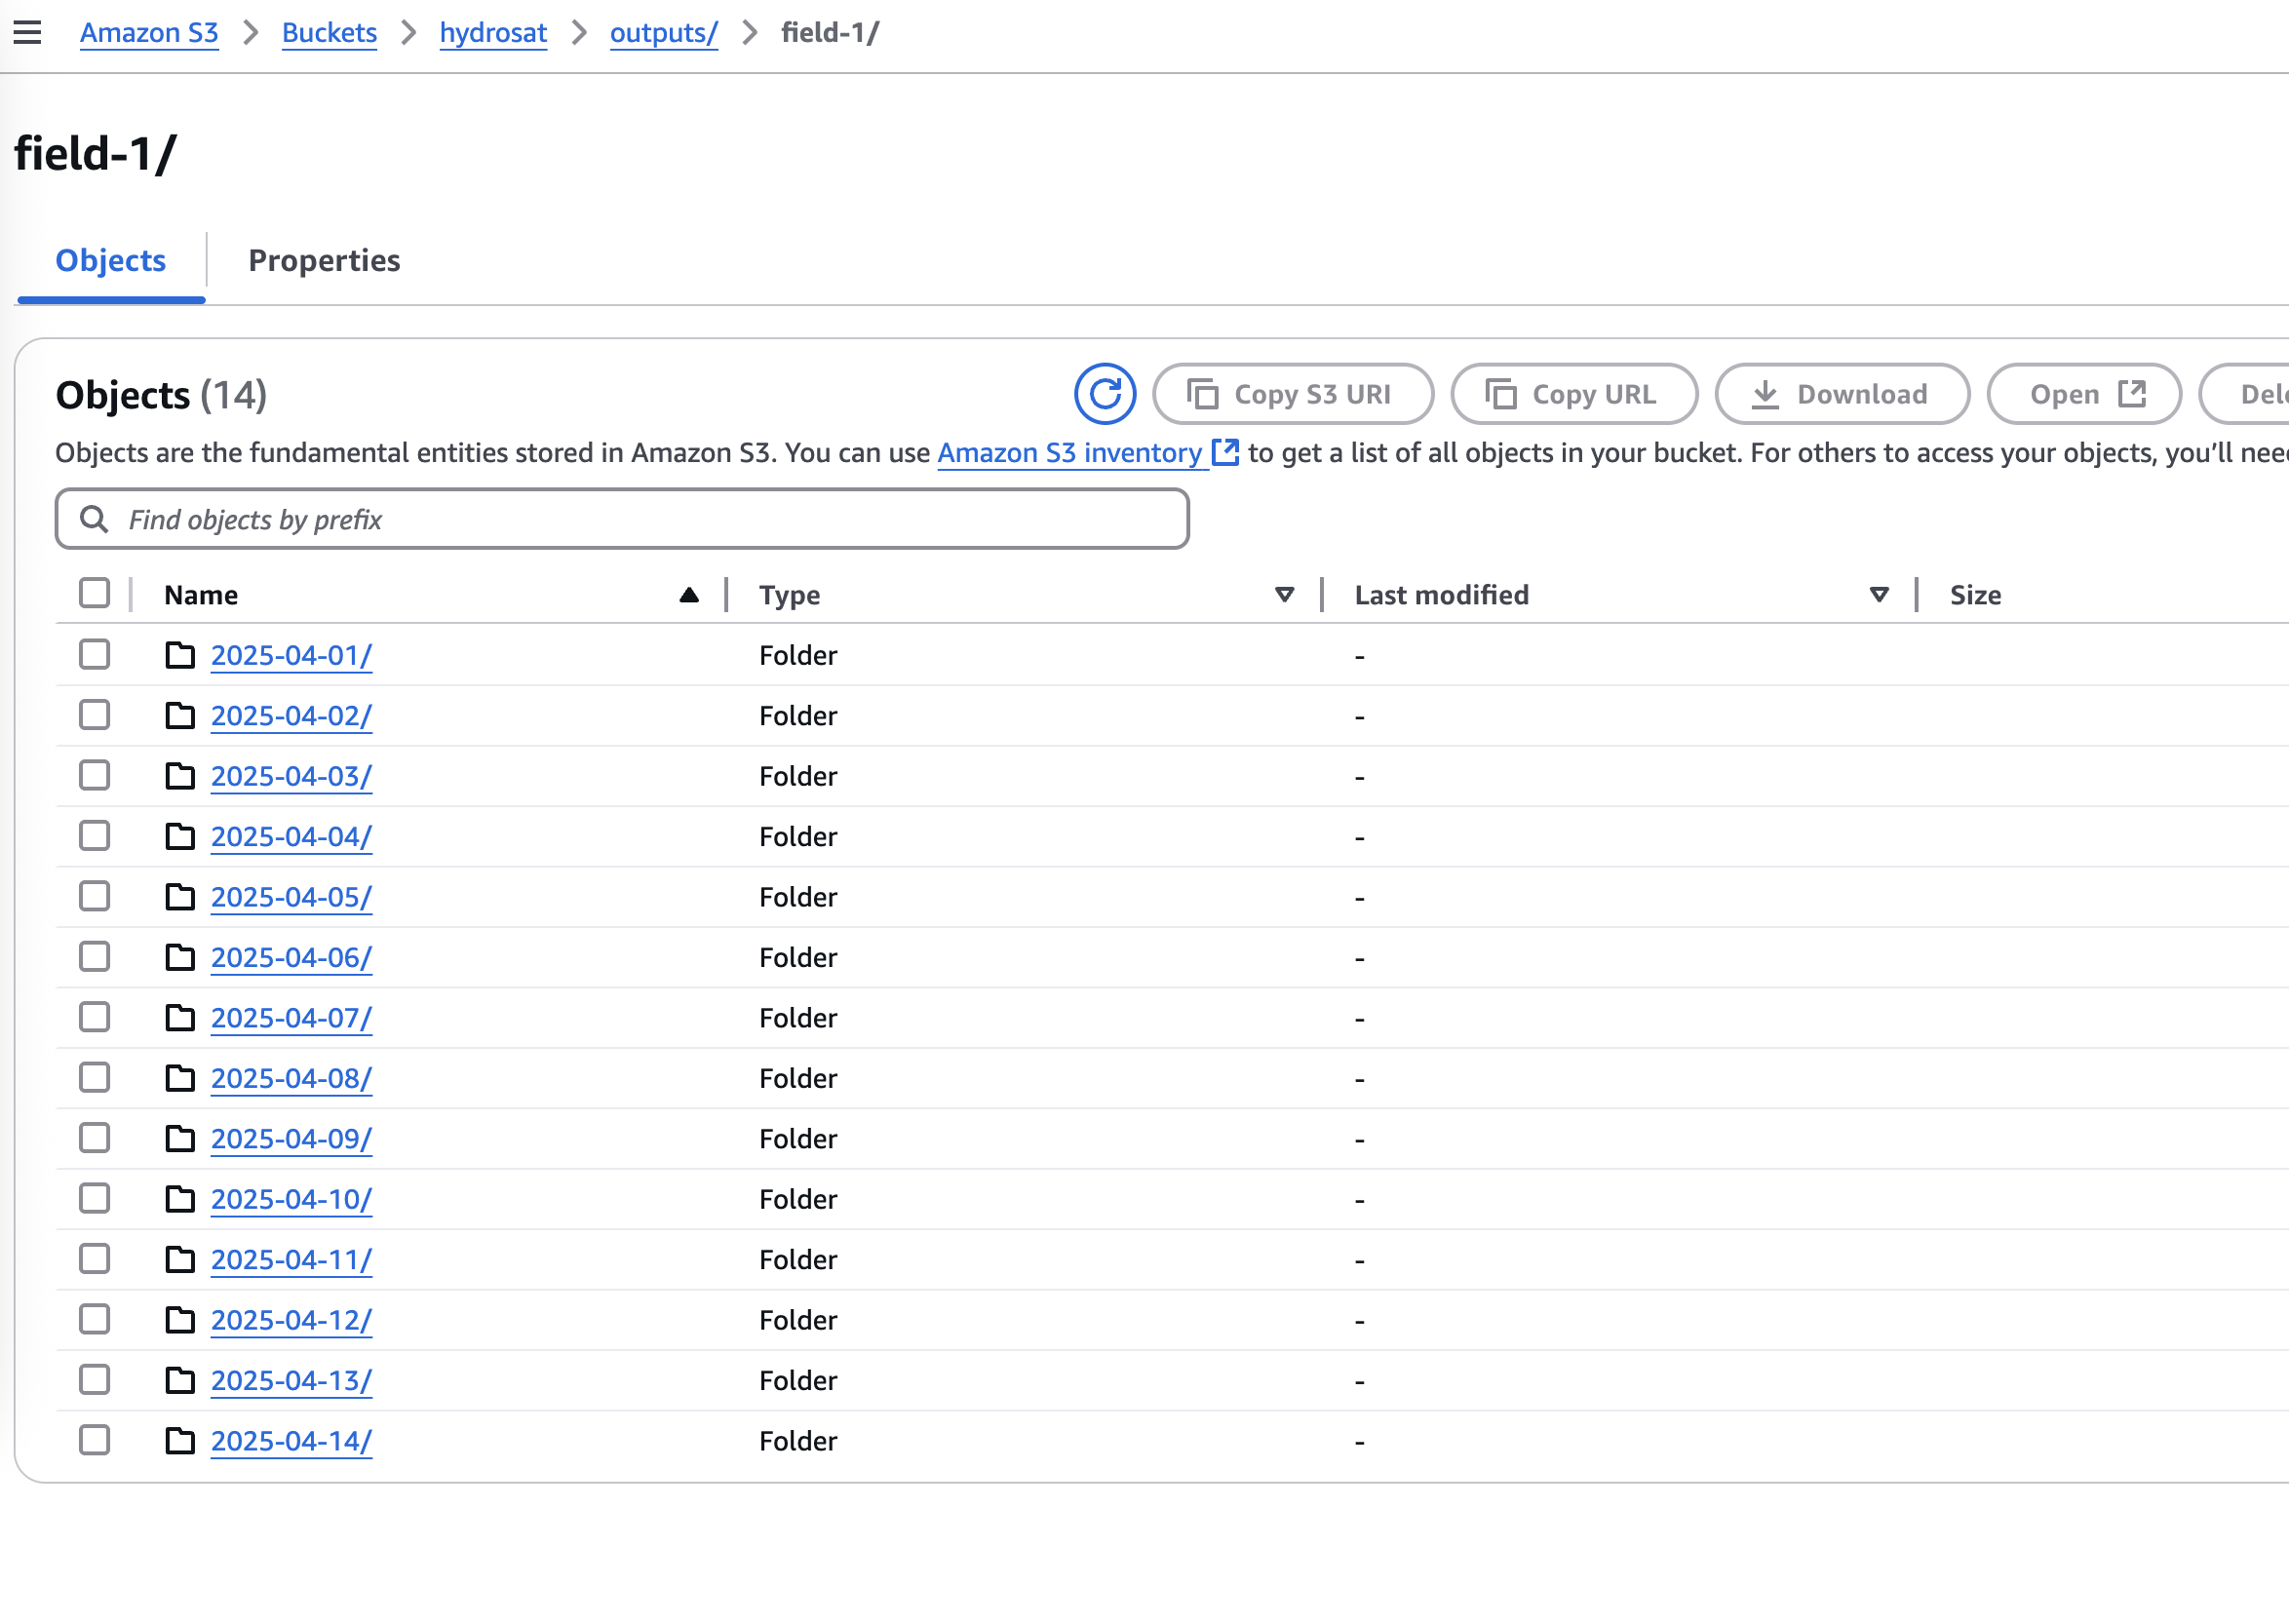 Amazon S3 > Buckets > hydrosat > outputs/ > field-1/
field-1/
Objects Properties
Objects (14) Copy S3 URI Copy URL Download Open
Objects are the fundamental entities stored in Amazon S3. You can use Amazon S3 inventory to get a list of all objects in your bucket. For others to access your objects, you'll
Find objects by prefix
Name Type Last modified Size
2025-04-01/ Folder -
2025-04-02/ Folder -
2025-04-03/ Folder -
2025-04-04/ Folder -
2025-04-05/ Folder -
2025-04-06/ Folder -
2025-04-07/ Folder -
2025-04-08/ Folder -
2025-04-09/ Folder -
2025-04-10/ Folder -
2025-04-11/ Folder -
2025-04-12/ Folder -
2025-04-13/ Folder -
2025-04-14/ Folder -